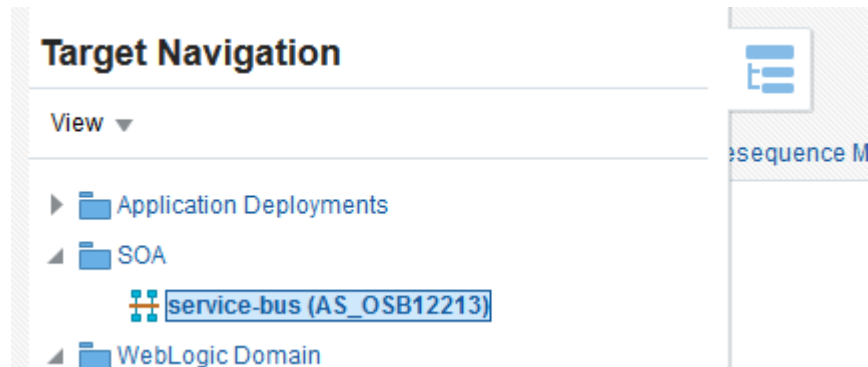 Target Navigation
View
esequence M
Application Deployments
SOA
service-bus (AS_OSB12213)
WebLogic Domain